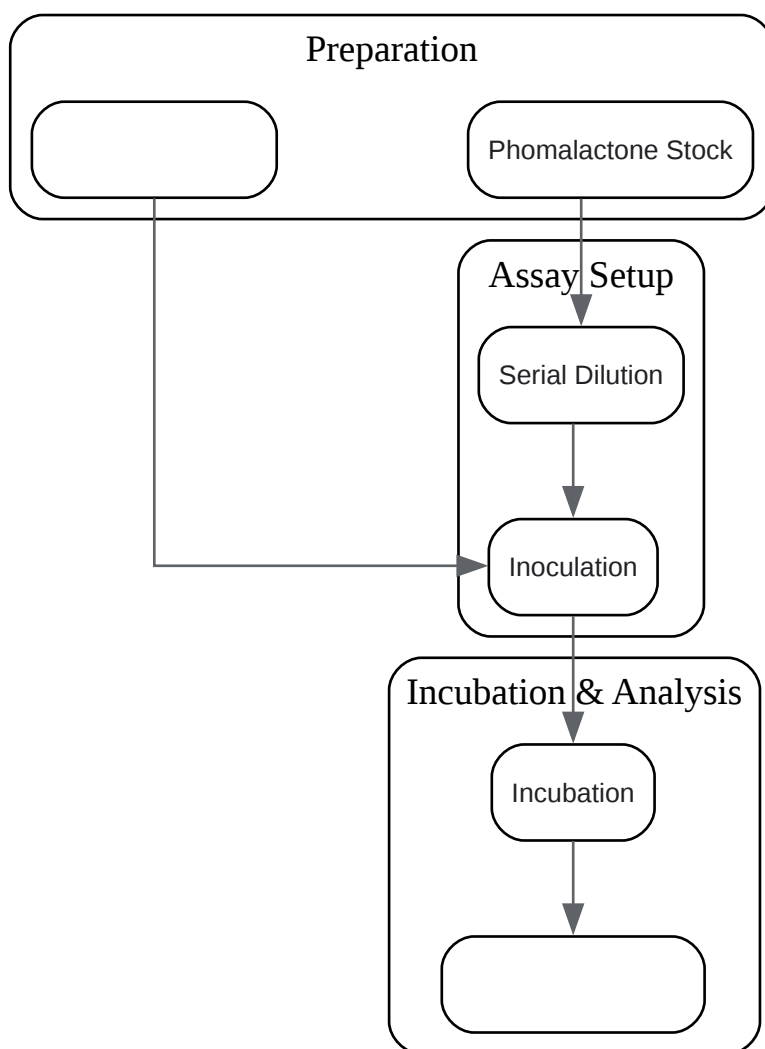 Preparation
Phomalactone Stock
Assay Setup
Serial Dilution
Inoculation
Incubation & Analysis
Incubation